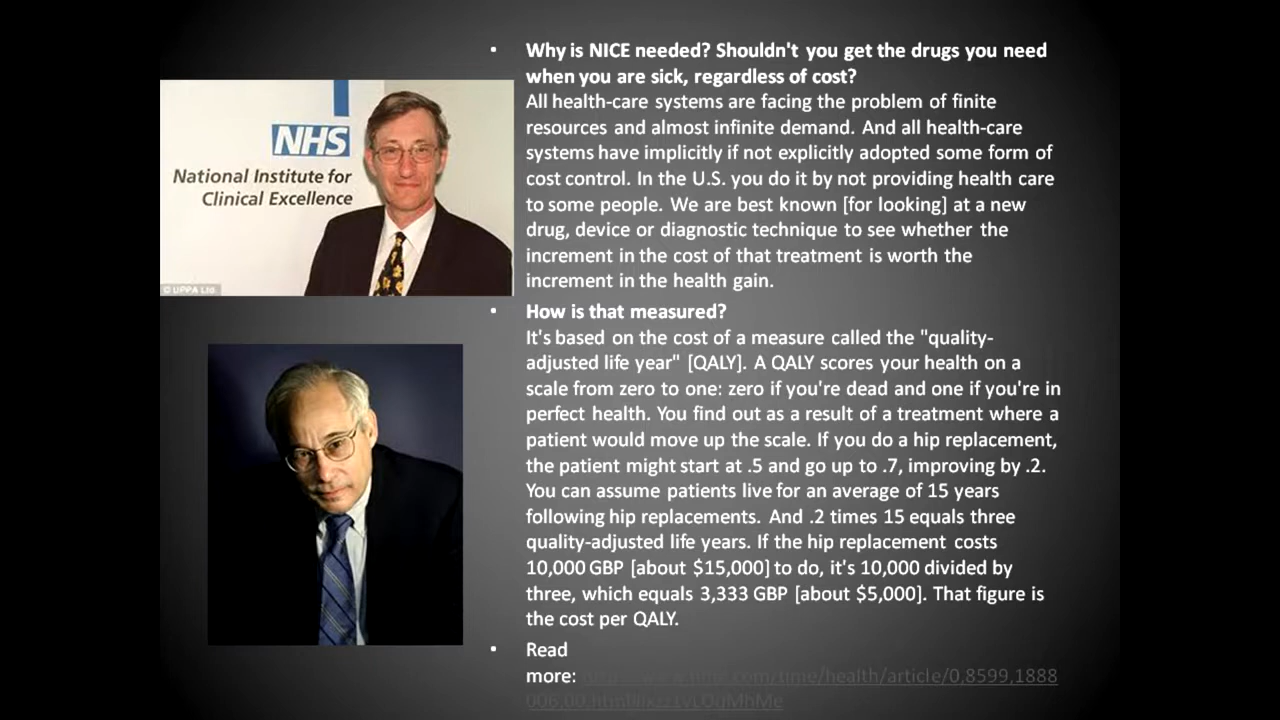 NHS
National Institute for
Clinical Excellence
© UPPA Ltd.
• Why is NICE needed? Shouldn't you get the drugs you need
when you are sick, regardless of cost?
All health-care systems are facing the problem of finite
resources and almost infinite demand. And all health-care
systems have implicitly if not explicitly adopted some form of
cost control. In the U.S. you do it by not providing health care
to some people. We are best known [for looking] at a new
drug, device or diagnostic technique to see whether the
increment in the cost of that treatment is worth the
increment in the health gain.
• How is that measured?
It's based on the cost of a measure called the "quality-
adjusted life year" [QALY]. A QALY scores your health on a
scale from zero to one: zero if you're dead and one if you're in
perfect health. You find out as a result of a treatment where a
patient would move up the scale. If you do a hip replacement,
the patient might start at .5 and go up to .7, improving by .2.
You can assume patients live for an average of 15 years
following hip replacements. And .2 times 15 equals three
quality-adjusted life years. If the hip replacement costs
10,000 GBP [about $15,000] to do, it's 10,000 divided by
three, which equals 3,333 GBP [about $5,000]. That figure is
the cost per QALY.
• Read
more: